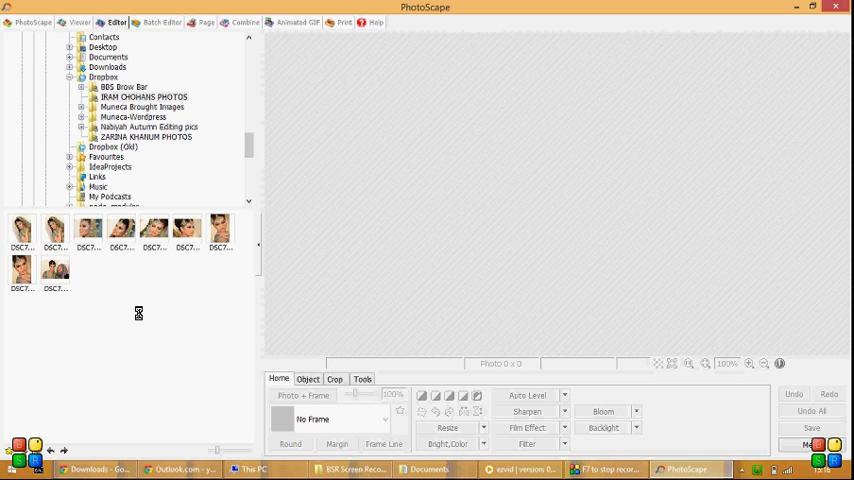 PhotoScape
PhotoScape Viewer Editor Batch Editor Page Combine Animated GIF Print Help
Contacts
Desktop
Documents
Downloads
Dropbox
BBS Brow Bar
IRAM CHOHANS PHOTOS
Muneca Brought Images
Muneca-Wordpress
Nabiyah Autumn Editing pics
ZARINA KHANUM PHOTOS
Dropbox (Old)
Favourites
IdeaProjects
Links
Music
My Podcasts
DSC7... DSC7... DSC7... DSC7... DSC7... DSC7... DSC7...
DSC7... DSC7...
Photo 0 x 0 100%
Home Object Crop Tools
Photo + Frame 100% Auto Level Undo Redo
No Frame Sharpen Bloom Undo All
Resize Film Effect Backlight Save
Round Margin Frame Line Bright,Color Filter
Downloads - Go... Outlook.com - y... This PC BSR Screen Reco... Documents ezvid | version 0... F7 to stop recor... PhotoScape 15:16